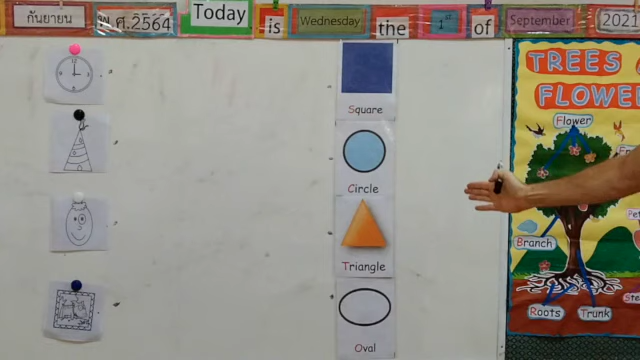 กันยายน พ.ศ.2564 Today is Wednesday the 1st of September 2021
Square
Circle
Triangle
Oval
TREES
FLOWER
Flower
Branch
Roots
Trunk